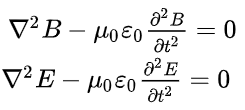 ∇²B − μ₀ε₀ ∂²B/∂t² = 0
∇²E − μ₀ε₀ ∂²E/∂t² = 0